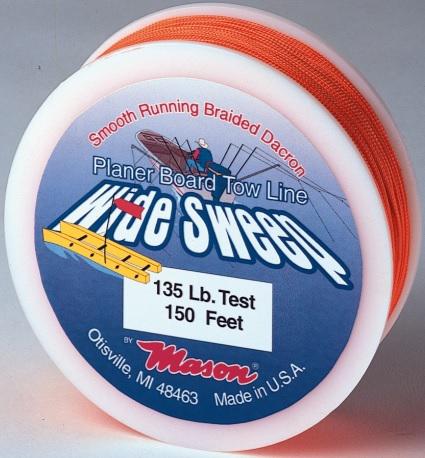 Smooth Running Braided Dacron
Planer Board Tow Line
Wide Sweep
135 Lb. Test
150 Feet
BY Mason®
Otisville, MI 48463 Made in U.S.A.